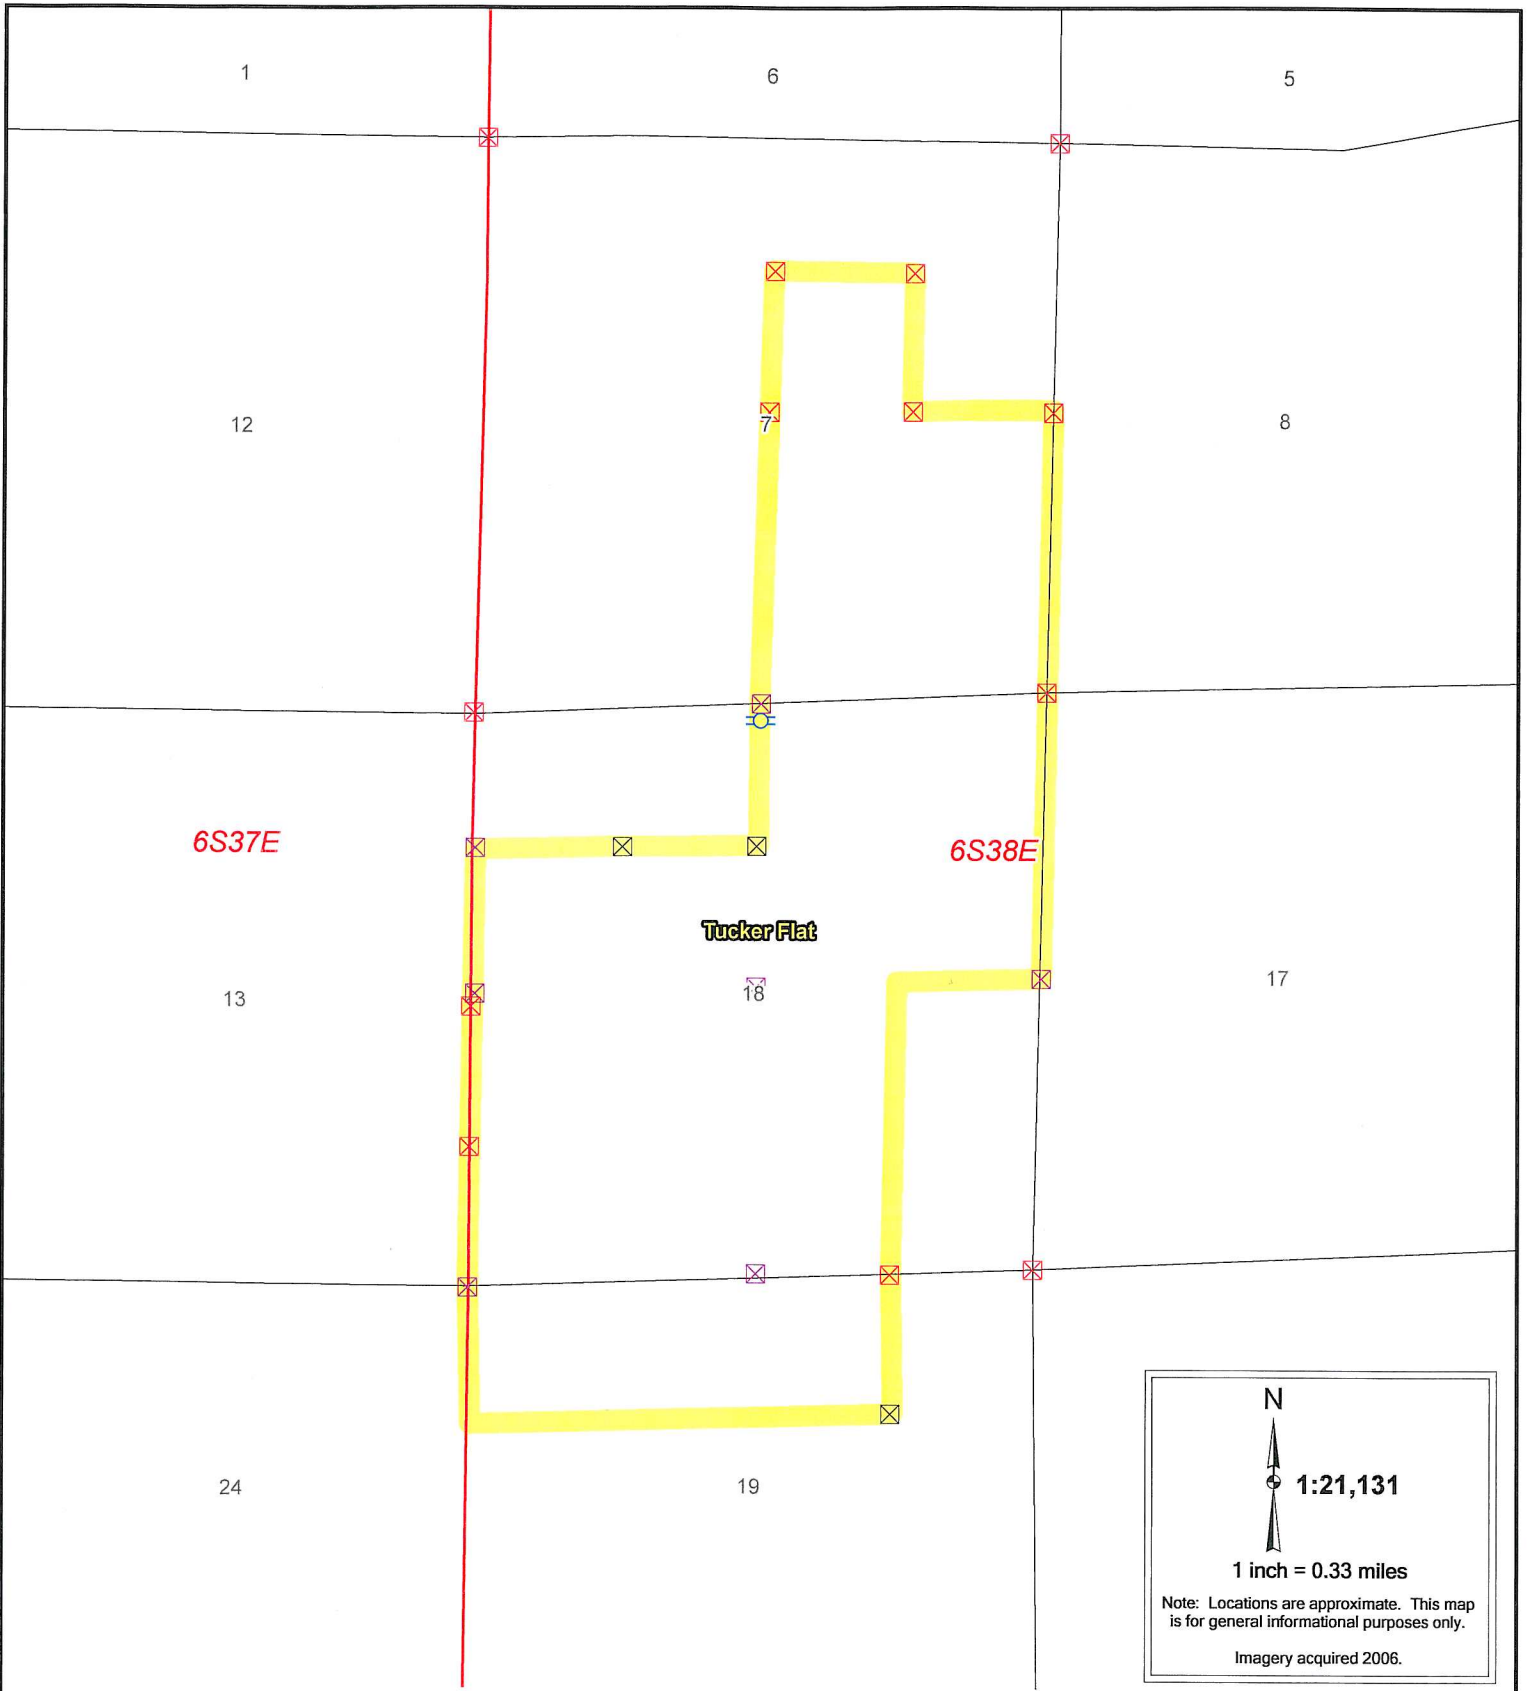 1
6
5
12
7
8
6S37E
6S38E
Tucker Flat
13
18
17
24
19
N
1:21,131
1 inch = 0.33 miles
Note: Locations are approximate. This map
is for general informational purposes only.
Imagery acquired 2006.